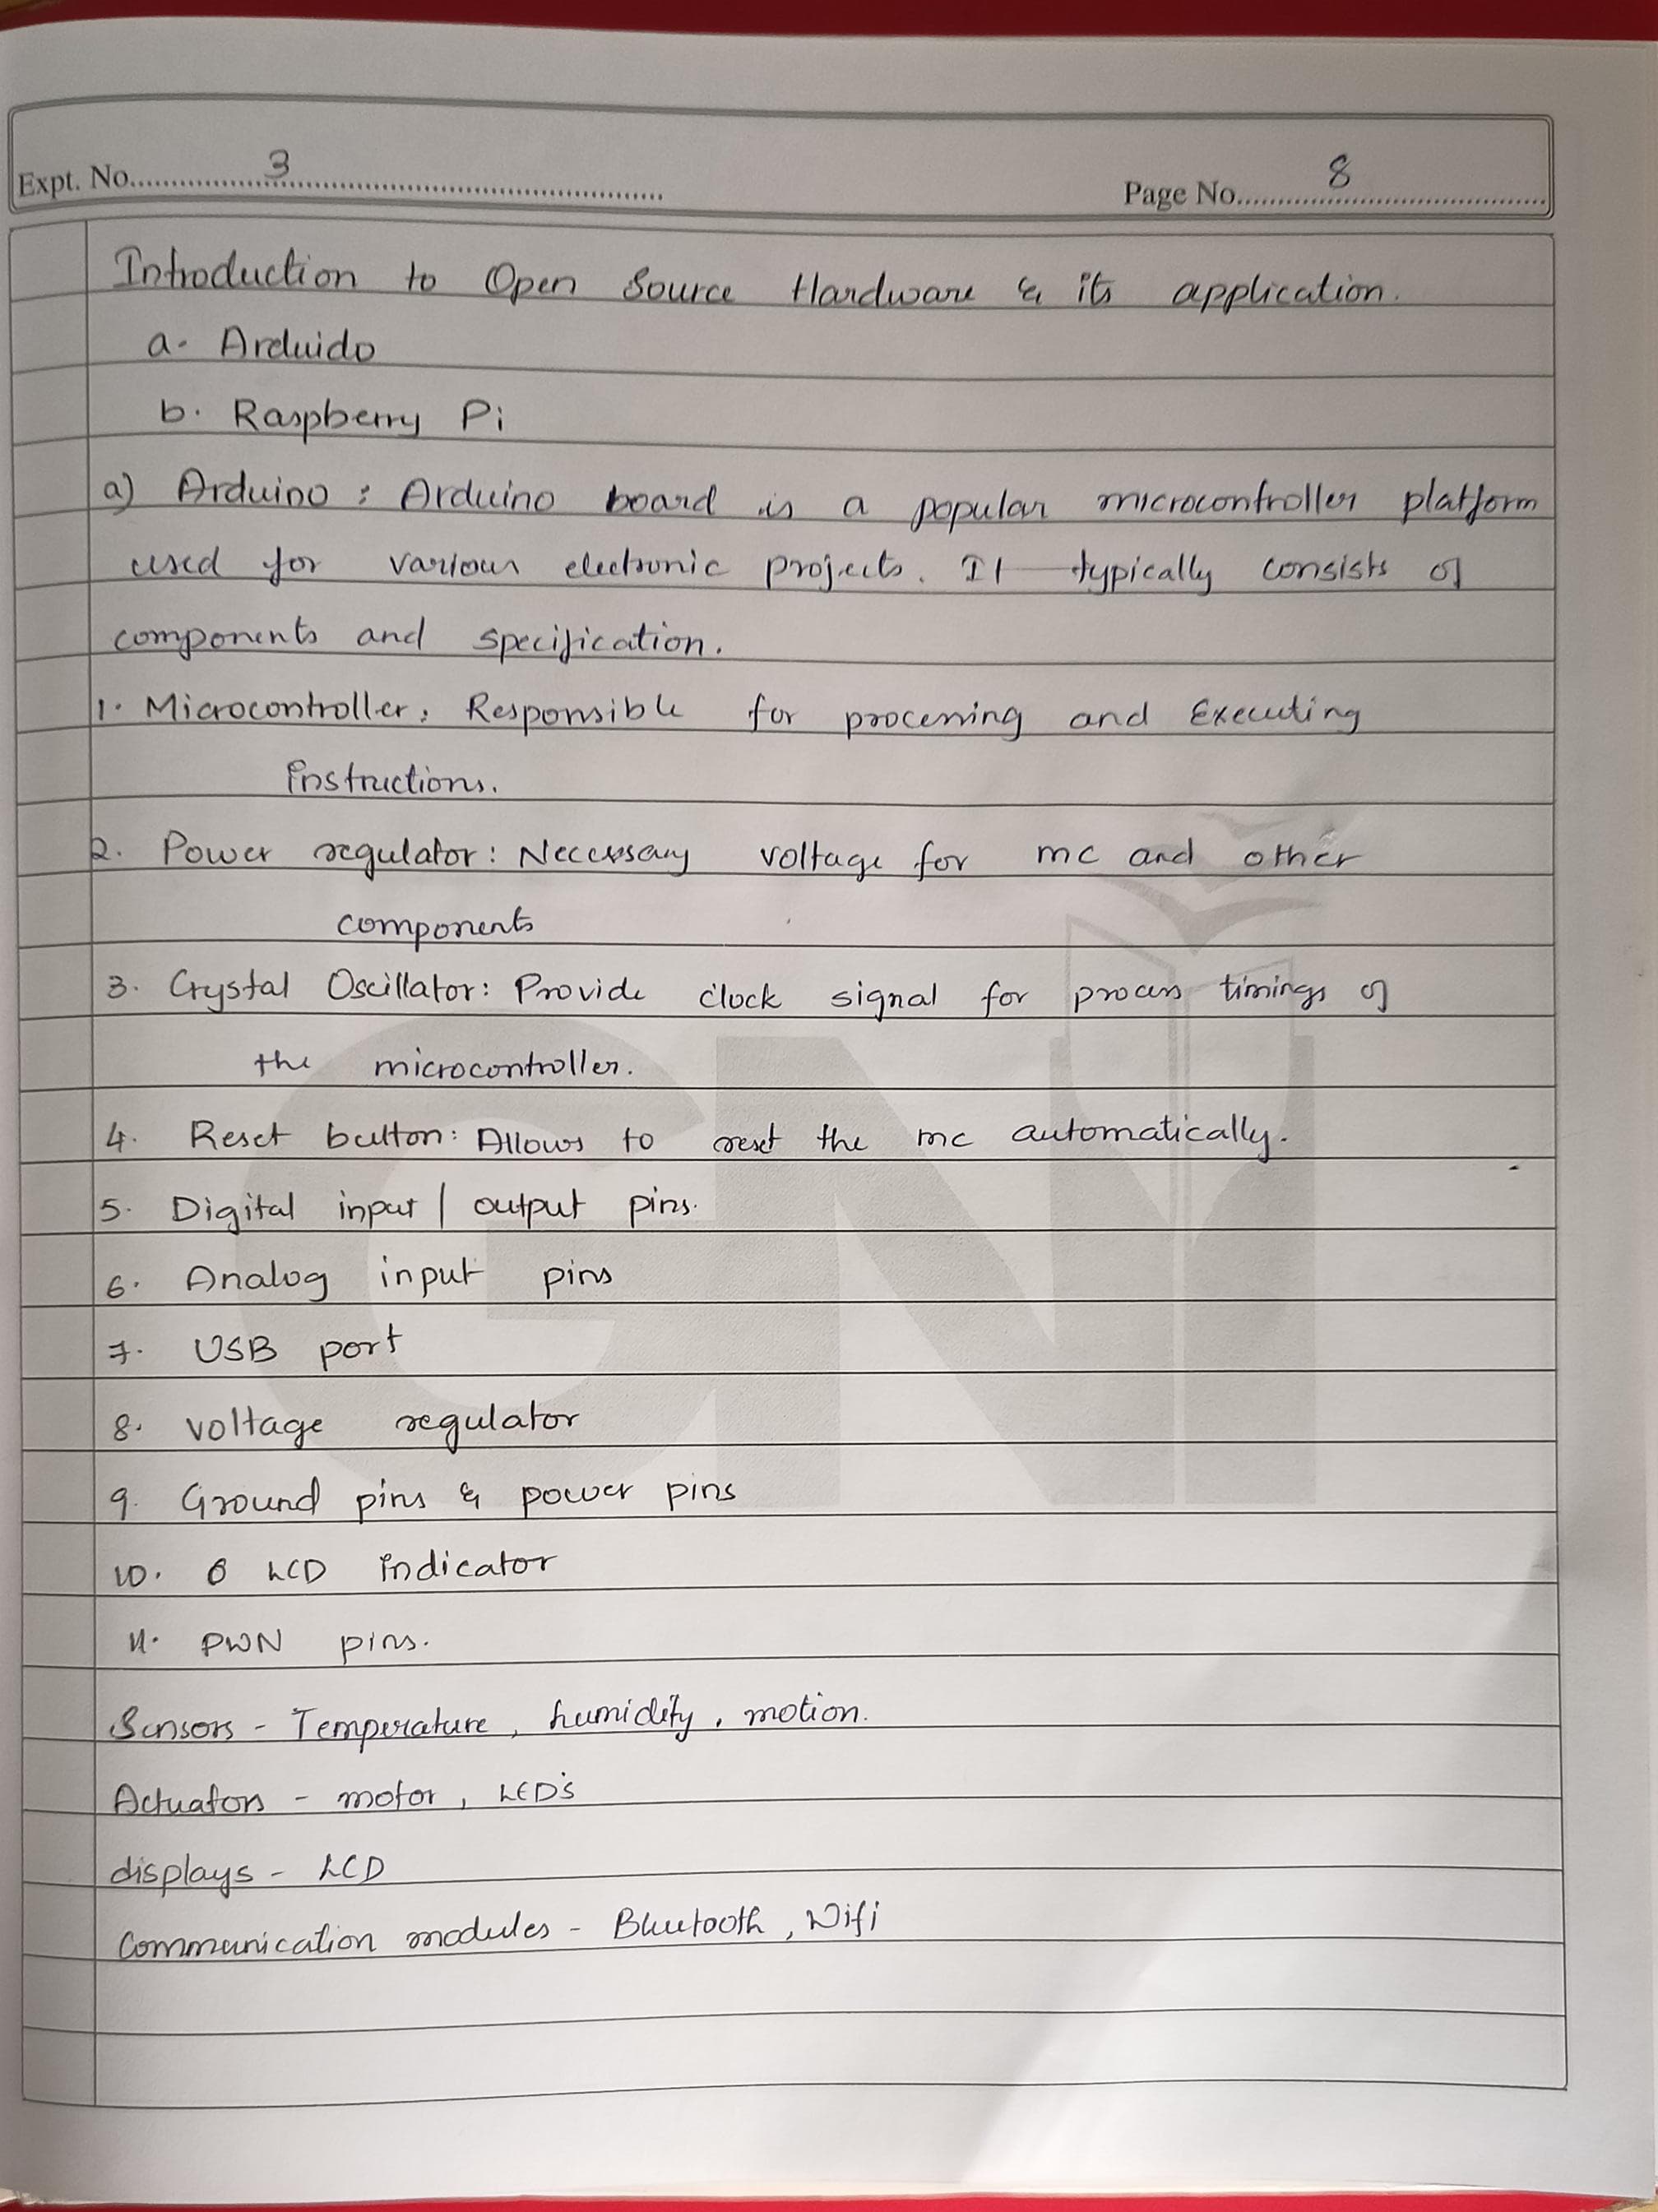 Expt. No. 3 Page No. 8
Introduction to Open Source Hardware & its application.
a. Arduido
b. Raspberry Pi
a) Arduino : Arduino board is a popular microcontroller platform
used for various electronic projects. It typically consists of
components and specification.
1. Microcontroller: Responsible for processing and Executing
instructions.
2. Power regulator: Necessary voltage for mc and other
components
3. Crystal Oscillator: Provide clock signal for process timings of
the microcontroller.
4. Reset button: Allows to reset the mc automatically.
5. Digital input / output pins.
6. Analog input pins
7. USB port
8. voltage regulator
9. Ground pins & power pins
10. LCD indicator
11. PWN pins.
Sensors - Temperature, humidity, motion.
Actuators - motor, LED's
displays - LCD
Communication modules - Bluetooth, Wifi
GNI